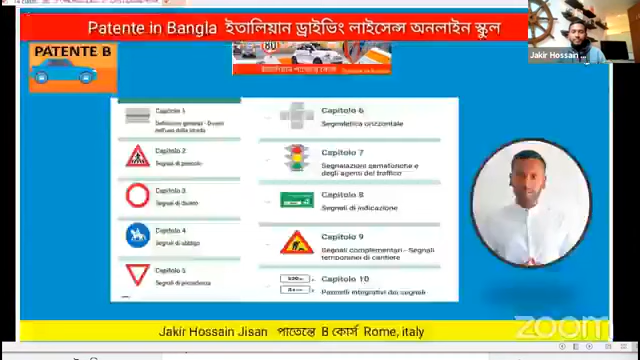 Patente in Bangla ইতালিয়ান ড্রাইভিং লাইসেন্স অনলাইন স্কুল
PATENTE B
80
Jakir Hossain
Capitolo 1
Definizioni generali - Doveri
nell'uso della strada
Capitolo 2
Segnali di pericolo
Capitolo 3
Segnali di divieto
Capitolo 4
Segnali di obbligo
Capitolo 5
Segnali di precedenza
Capitolo 6
Segnaletica orizzontale
Capitolo 7
Segnalazioni semaforiche e
degli agenti del traffico
Capitolo 8
Segnali di indicazione
Capitolo 9
Segnali complementari - Segnali
temporanei di cantiere
Capitolo 10
Pannelli integrativi dei segnali
Jakir Hossain Jisan পাতেন্তে B কোর্স Rome, italy
zoom